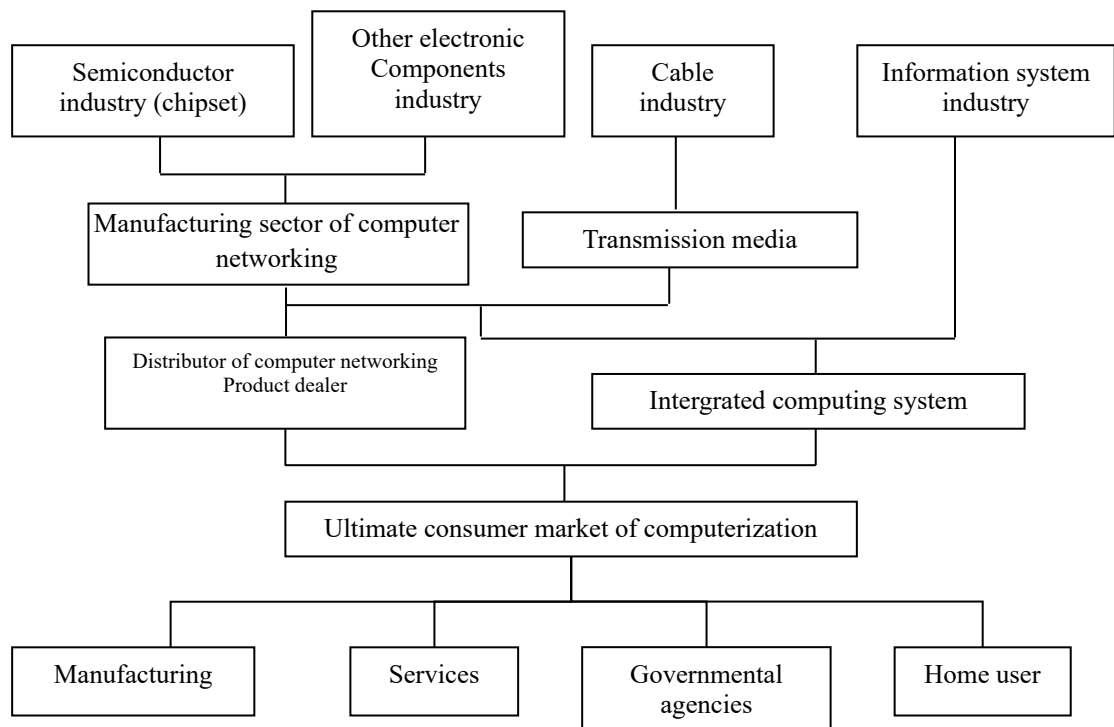 Semiconductor
industry (chipset)
Other electronic
Components
industry
Cable
industry
Information system
industry
Manufacturing sector of computer
networking
Transmission media
Distributor of computer networking
Product dealer
Intergrated computing system
Ultimate consumer market of computerization
Manufacturing
Services
Governmental
agencies
Home user